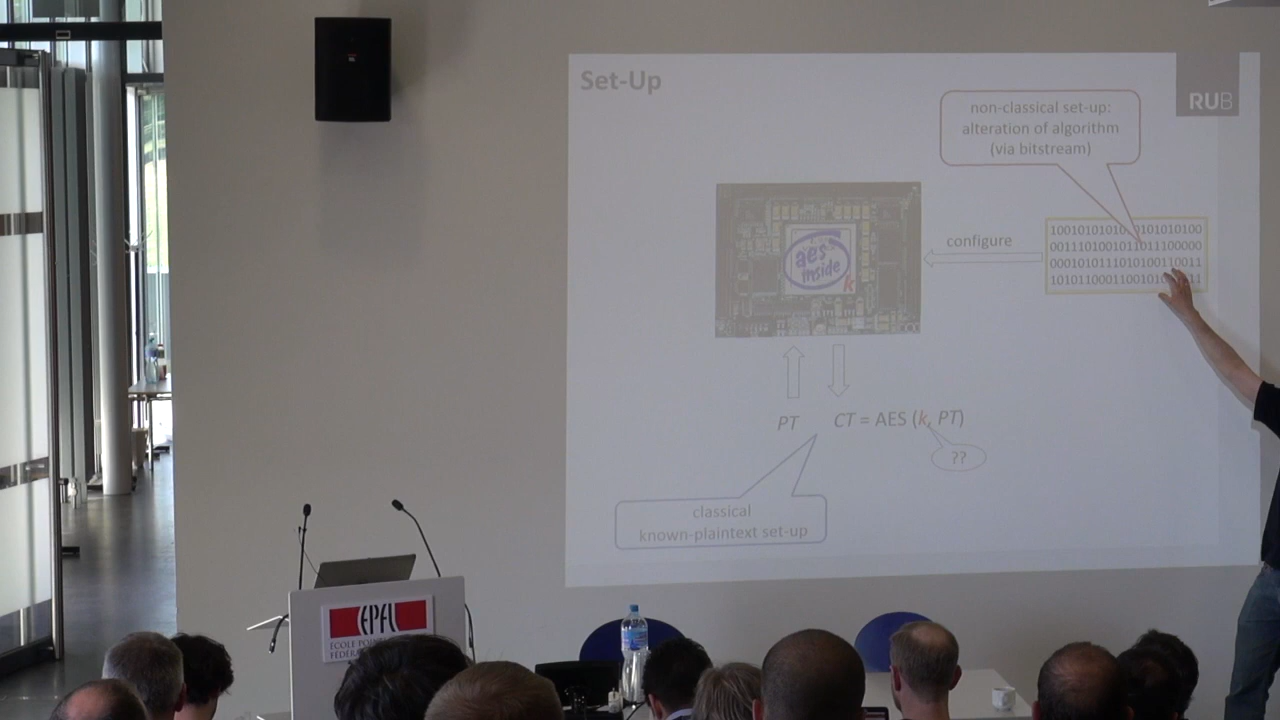 Set-Up
RUB
non-classical set-up:
alteration of algorithm
(via bitstream)
aes
inside
k
configure
PT
CT = AES (k, PT)
??
classical
known-plaintext set-up
EPFL